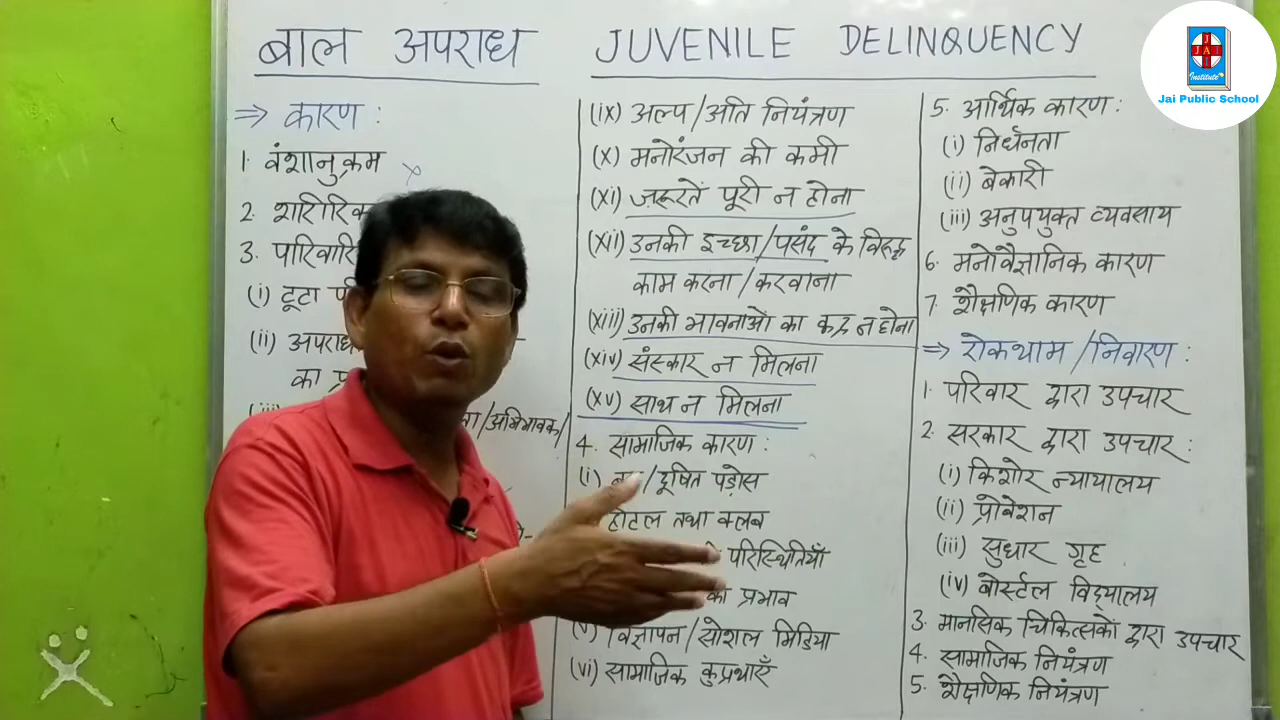 बाल अपराध JUVENILE DELINQUENCY
⇒ कारण :
1. वंशानुक्रम
2. शारीरिक
3. पारिवारि
(i) टूटा
(ii) अपराध
का
/अभिभावक/
(ix) अल्प/अति नियंत्रण
(x) मनोरंजन की कमी
(xi) जरूरतें पूरी न होना
(xii) उनकी इच्छा/पसंद के विरूद्ध
काम करना/करवाना
(xiii) उनकी भावनाओं का कद्र न होना
(xiv) संस्कार न मिलना
(xv) साथ न मिलना
4. सामाजिक कारण :
(i) /दूषित पड़ोस
होटल तथा क्लब
परिस्थितियाँ
का प्रभाव
(v) विज्ञापन/सोशल मिडिया
(vi) सामाजिक कुप्रथाएँ
5. आर्थिक कारण :
(i) निर्धनता
(ii) बेकारी
(iii) अनुपयुक्त व्यवसाय
6. मनोवैज्ञानिक कारण
7. शैक्षणिक कारण
⇒ रोकथाम/निवारण :
1. परिवार द्वारा उपचार
2. सरकार द्वारा उपचार :
(i) किशोर न्यायालय
(ii) प्रोवेशन
(iii) सुधार गृह
(iv) बोर्स्टल विद्यालय
3. मानसिक चिकित्सकों द्वारा उपचार
4. सामाजिक नियंत्रण
5. शैक्षणिक नियंत्रण
JAI
Institute
Jai Public School